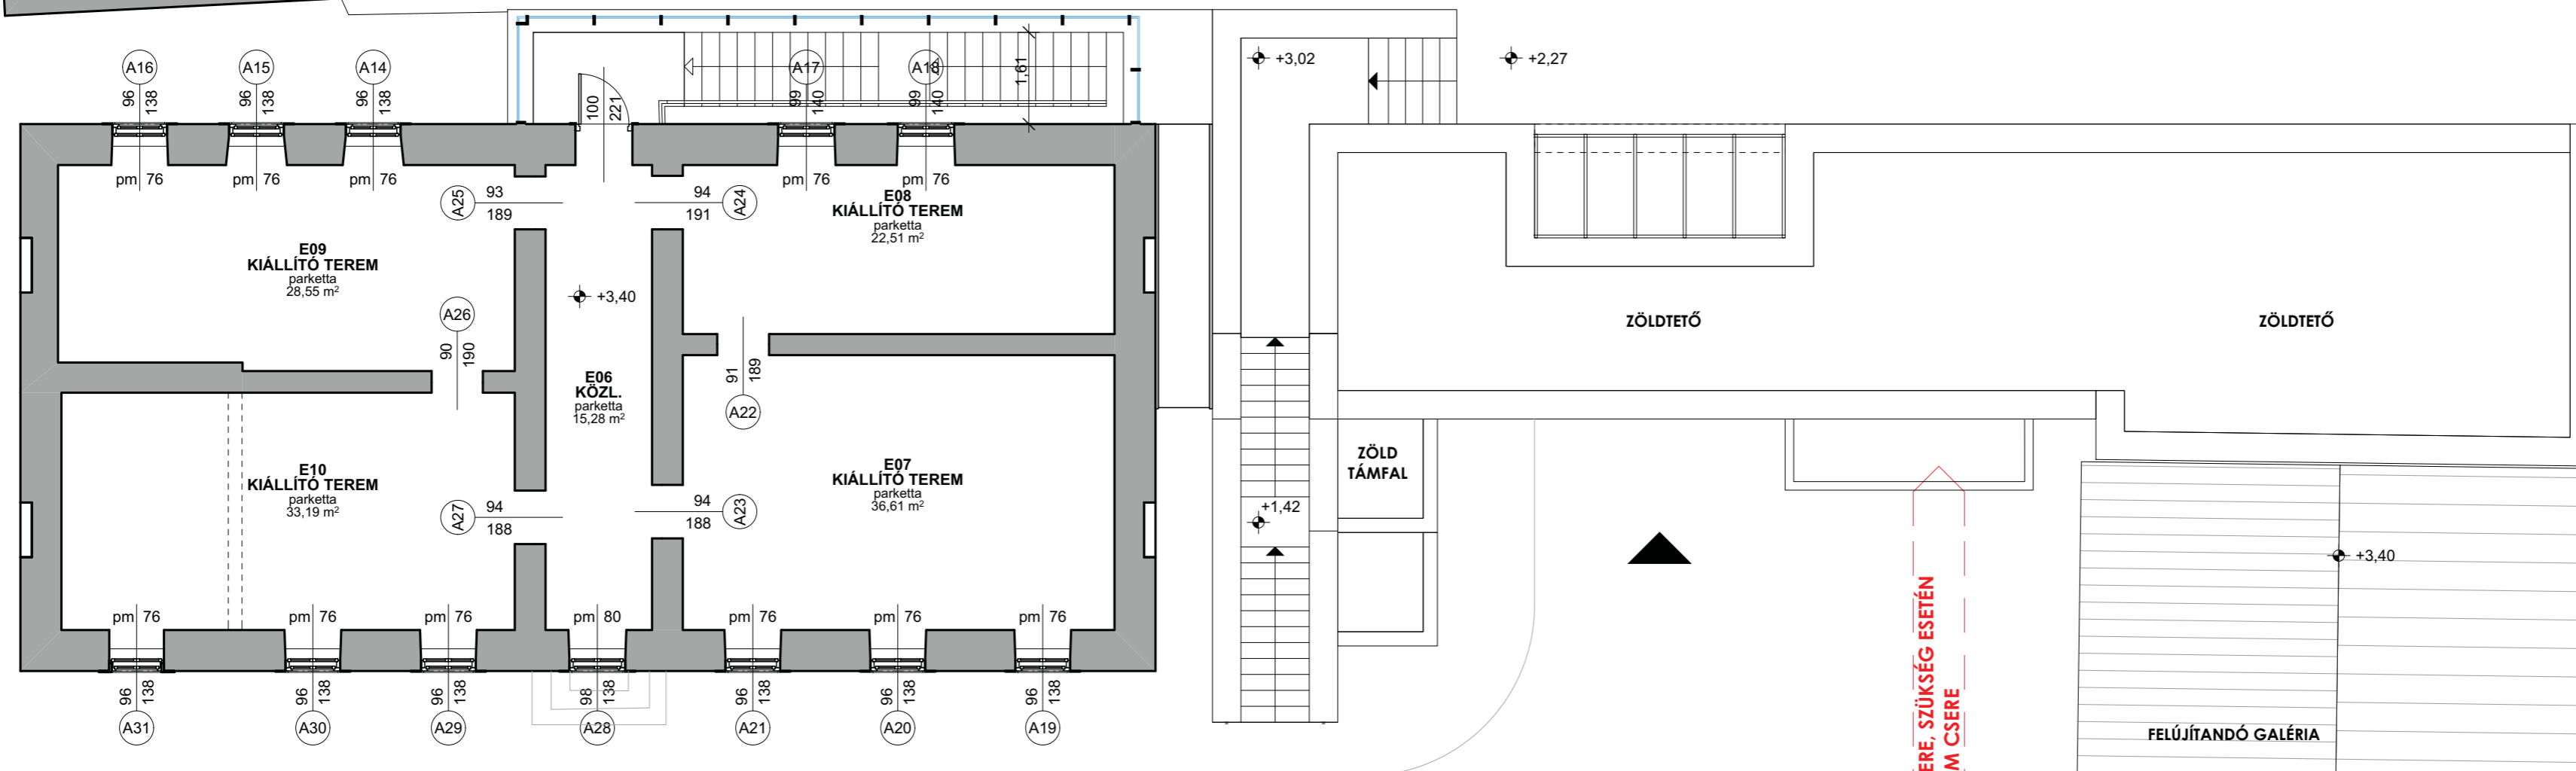 A16
A15
A14
A17
A18
96
138
96
138
96
138
100
221
99
140
99
140
1,61
+3,02
+2,27
pm 76
pm 76
pm 76
pm 76
pm 76
A25
93
189
94
191
A24
E08
KIÁLLÍTÓ TEREM
parketta
22,51 m²
E09
KIÁLLÍTÓ TEREM
parketta
28,55 m²
+3,40
A26
90
190
E06
KÖZL.
parketta
15,28 m²
91
189
A22
ZÖLDTETŐ
ZÖLDTETŐ
E10
KIÁLLÍTÓ TEREM
parketta
33,19 m²
E07
KIÁLLÍTÓ TEREM
parketta
36,61 m²
ZÖLD
TÁMFAL
A27
94
188
94
188
A23
+1,42
+3,40
pm 76
pm 76
pm 76
pm 80
pm 76
pm 76
pm 76
96
138
96
138
96
138
98
138
96
138
96
138
96
138
A31
A30
A29
A28
A21
A20
A19
ERE, SZÜKSÉG ESETÉN
M CSERE
FELÚJÍTANDÓ GALÉRIA